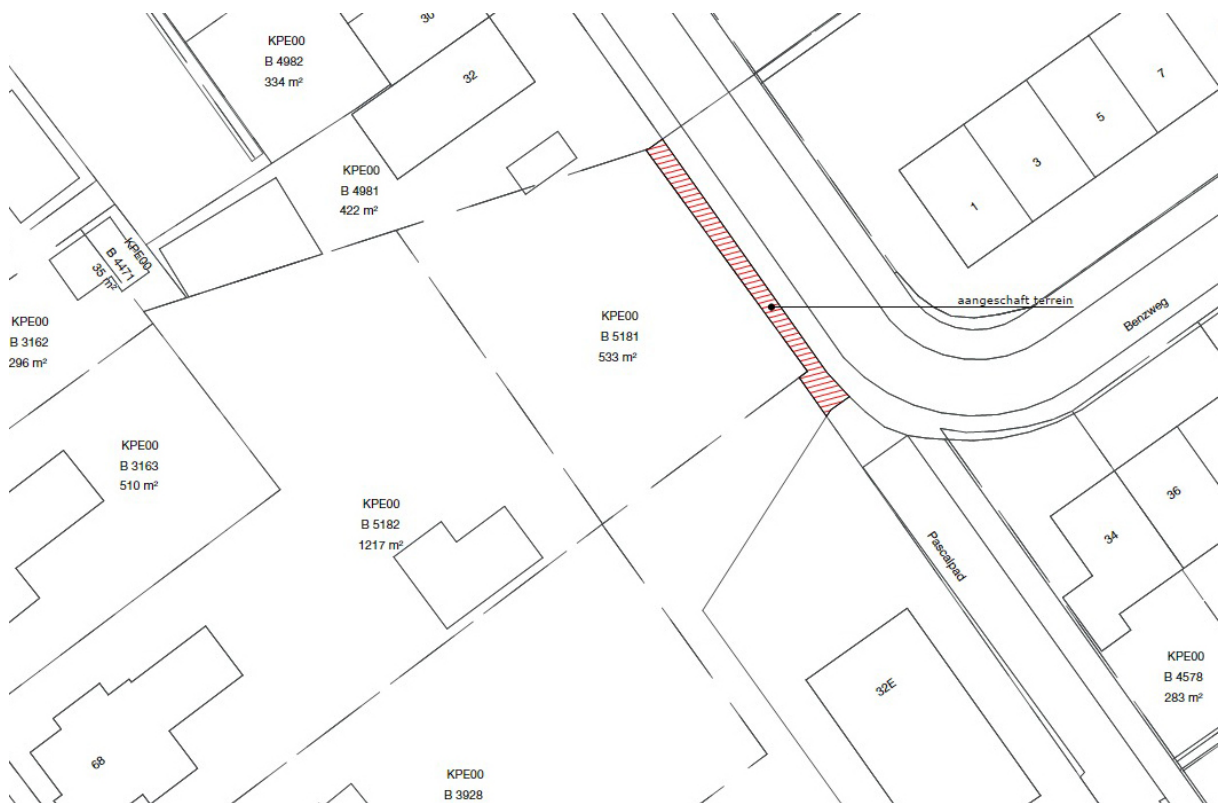 30
KPE00
B 4982
334 m²
32
7
5
3
1
KPE00
B 4981
422 m²
KPE00
B 4471
35 m²
aangeschaft terrein
Benzweg
KPE00
B 3162
296 m²
KPE00
B 5181
533 m²
KPE00
B 3163
510 m²
KPE00
B 5182
1217 m²
36
34
Pascalpad
KPE00
B 4578
283 m²
32E
68
KPE00
B 3928